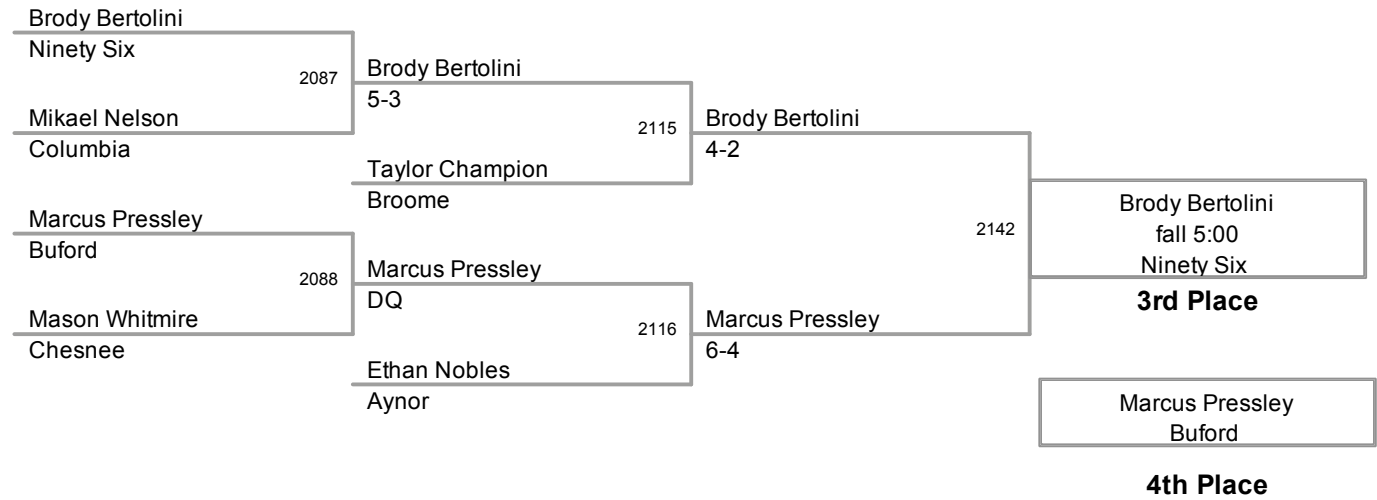 Brody Bertolini
Ninety Six
2087
Mikael Nelson
Columbia
Brody Bertolini
5-3
2115
Taylor Champion
Broome
Marcus Pressley
Buford
2088
Mason Whitmire
Chesnee
Marcus Pressley
DQ
2116
Ethan Nobles
Aynor
Brody Bertolini
4-2
2142
Marcus Pressley
6-4
Brody Bertolini
fall 5:00
Ninety Six
3rd Place
Marcus Pressley
Buford
4th Place